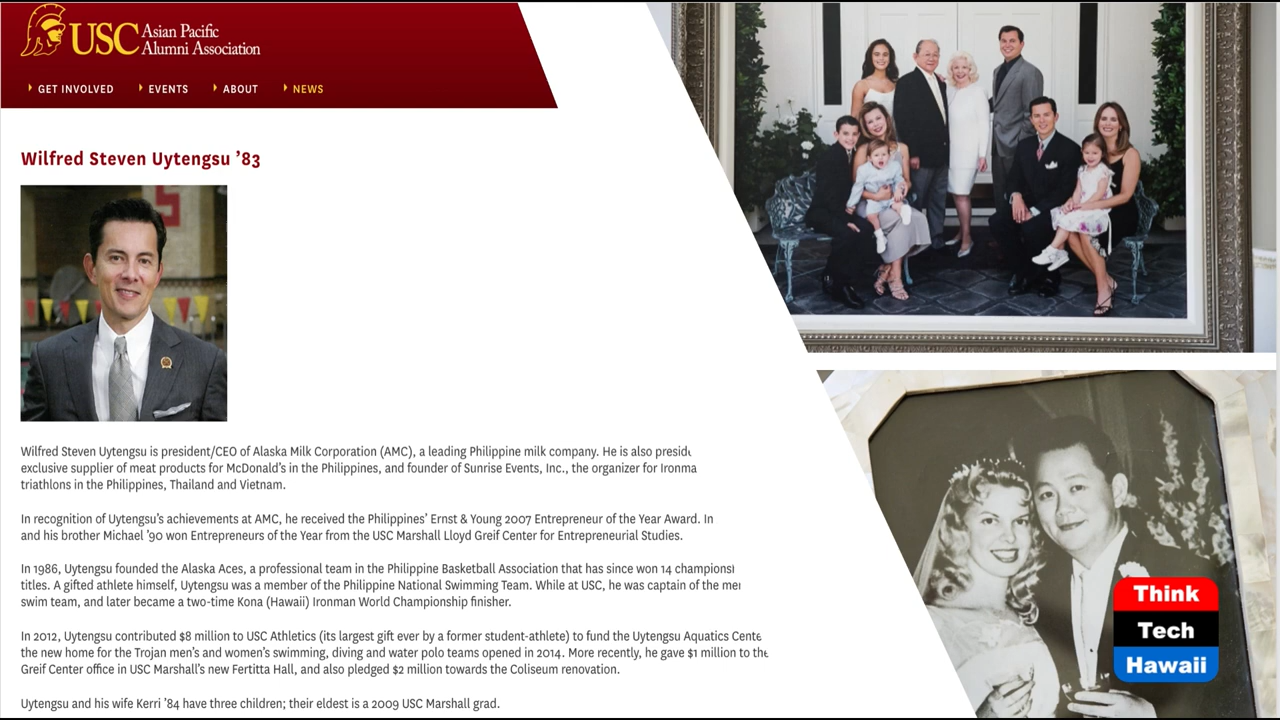 USC Asian Pacific
Alumni Association
GET INVOLVED EVENTS ABOUT NEWS
Wilfred Steven Uytengsu ’83
Wilfred Steven Uytengsu is president/CEO of Alaska Milk Corporation (AMC), a leading Philippine milk company. He is also
exclusive supplier of meat products for McDonald’s in the Philippines, and founder of Sunrise Events, Inc., the organizer for
triathlons in the Philippines, Thailand and Vietnam.
In recognition of Uytengsu’s achievements at AMC, he received the Philippines’ Ernst & Young 2007 Entrepreneur of the Year Award. In
and his brother Michael ’90 won Entrepreneurs of the Year from the USC Marshall Lloyd Greif Center for Entrepreneurial Studies.
In 1986, Uytengsu founded the Alaska Aces, a professional team in the Philippine Basketball Association that has since won 14
titles. A gifted athlete himself, Uytengsu was a member of the Philippine National Swimming Team. While at USC, he was captain of the
swim team, and later became a two-time Kona (Hawaii) Ironman World Championship finisher.
In 2012, Uytengsu contributed $8 million to USC Athletics (its largest gift ever by a former student-athlete) to fund the Uytengsu Aquatics
the new home for the Trojan men’s and women’s swimming, diving and water polo teams opened in 2014. More recently, he gave $1 million to the
Greif Center office in USC Marshall’s new Fertitta Hall, and also pledged $2 million towards the Coliseum renovation.
Uytengsu and his wife Kerri ’84 have three children; their eldest is a 2009 USC Marshall grad.
Think
Tech
Hawaii